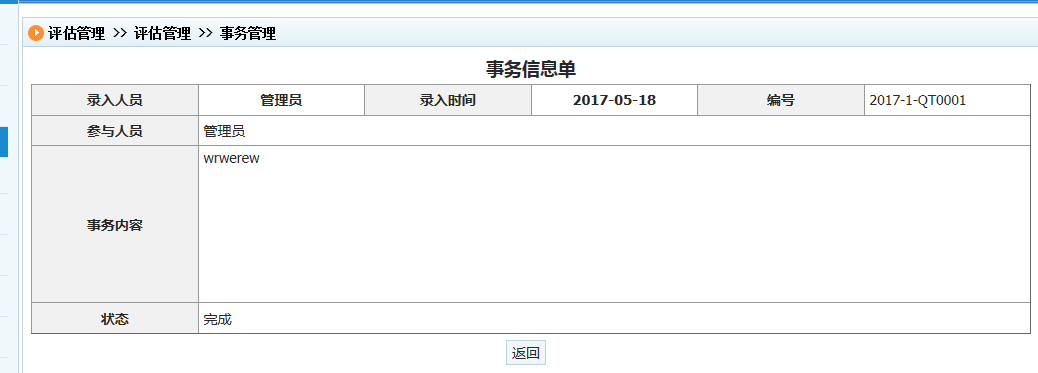 评估管理 >> 评估管理 >> 事务管理
事务信息单
录入人员 管理员 录入时间 2017-05-18 编号 2017-1-QT0001
参与人员 管理员
事务内容 wrwerew
状态 完成
返回